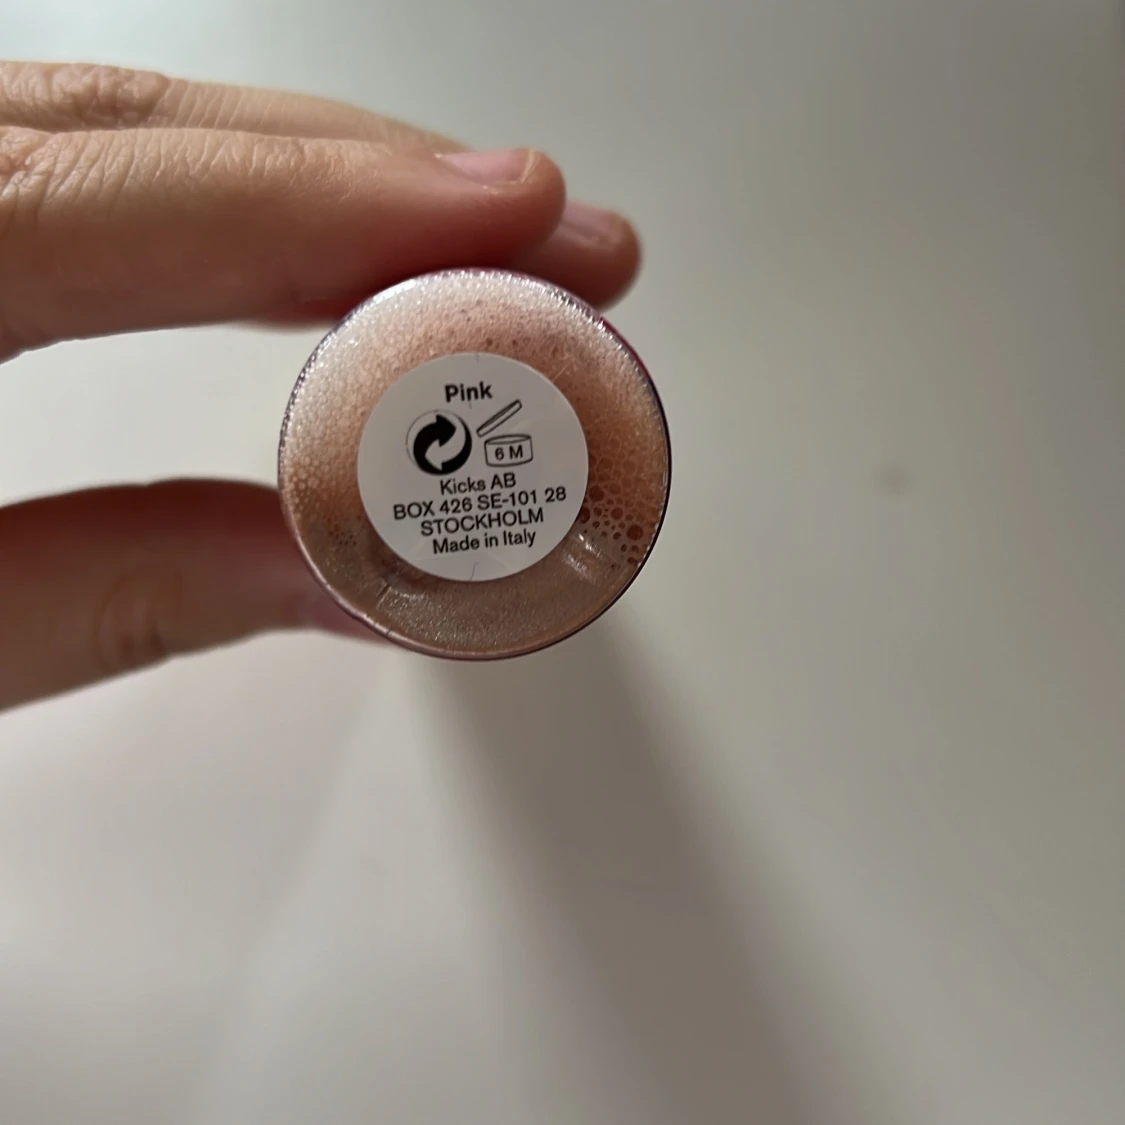 Pink
6 M
Kicks AB
BOX 426 SE-101 28
STOCKHOLM
Made in Italy